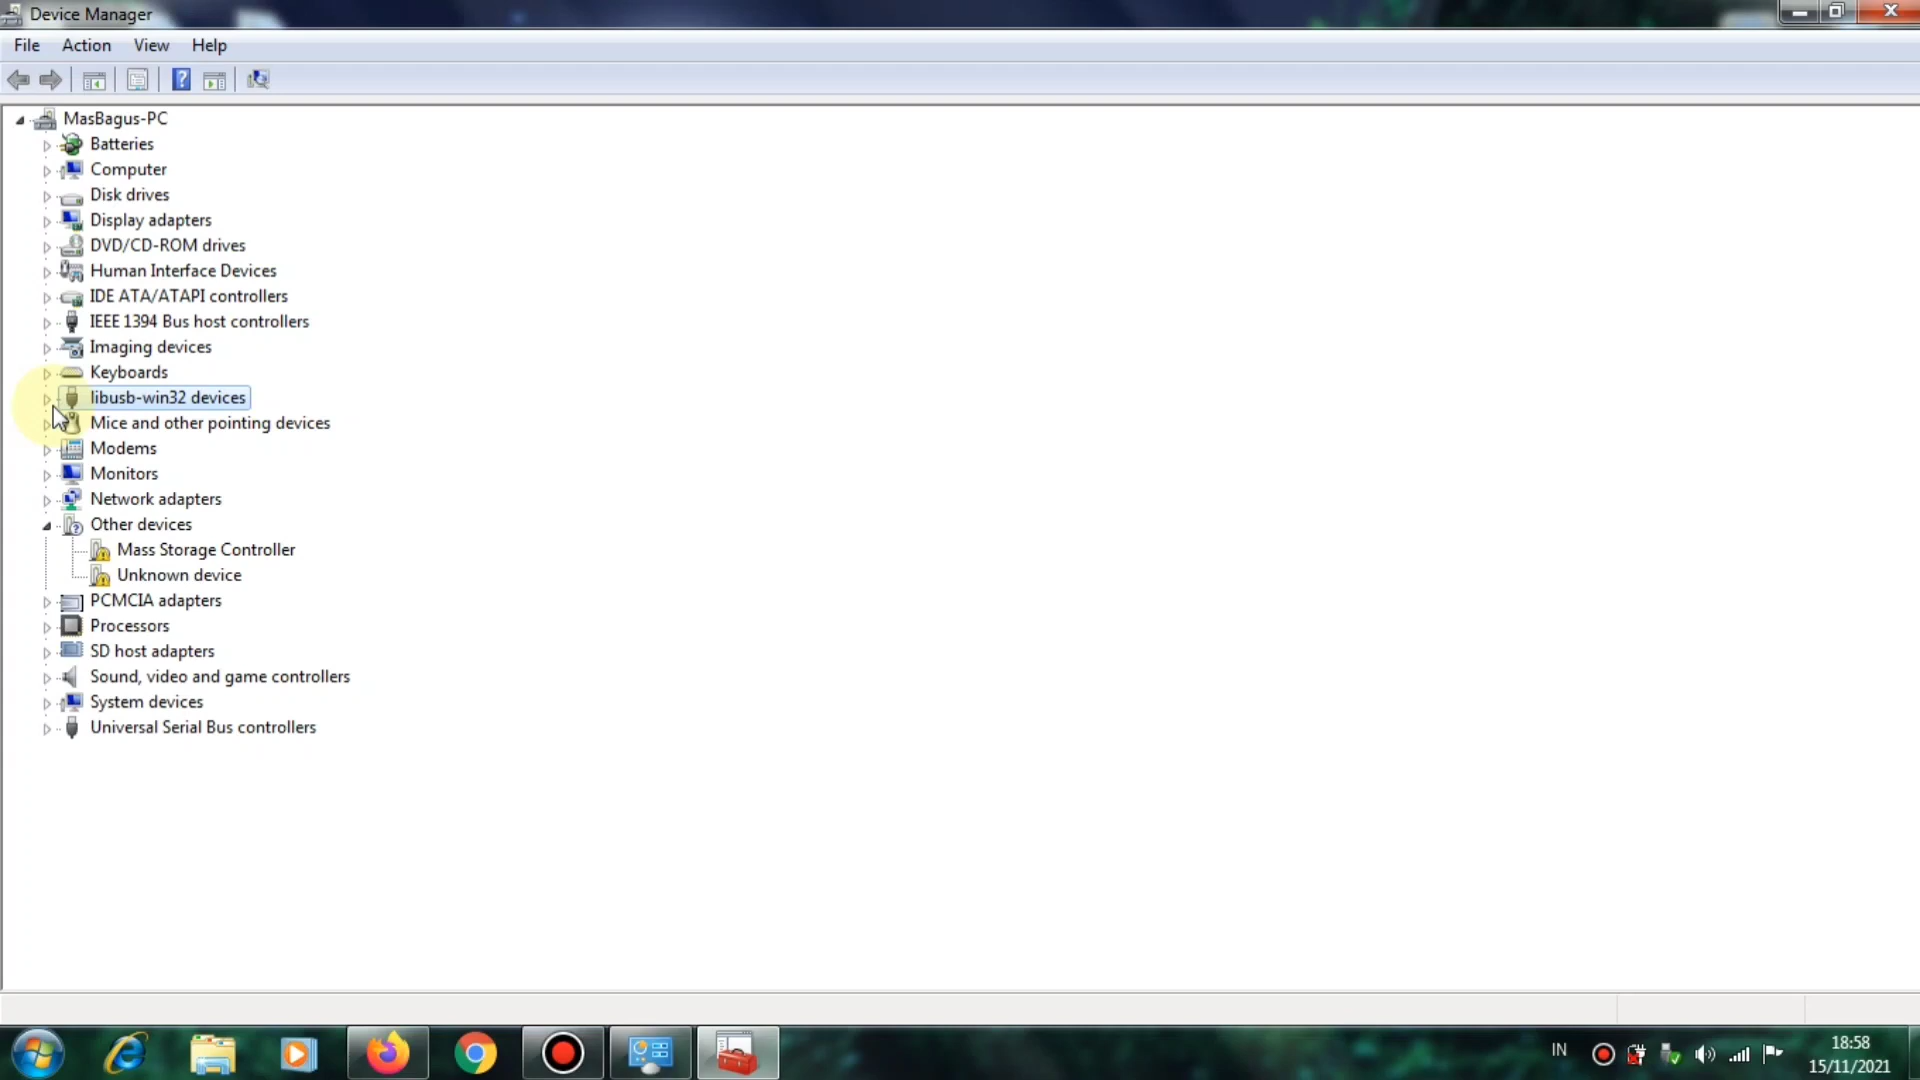 Device Manager
File Action View Help
MasBagus-PC
Batteries
Computer
Disk drives
Display adapters
DVD/CD-ROM drives
Human Interface Devices
IDE ATA/ATAPI controllers
IEEE 1394 Bus host controllers
Imaging devices
Keyboards
libusb-win32 devices
Mice and other pointing devices
Modems
Monitors
Network adapters
Other devices
Mass Storage Controller
Unknown device
PCMCIA adapters
Processors
SD host adapters
Sound, video and game controllers
System devices
Universal Serial Bus controllers
IN
18:58
15/11/2021